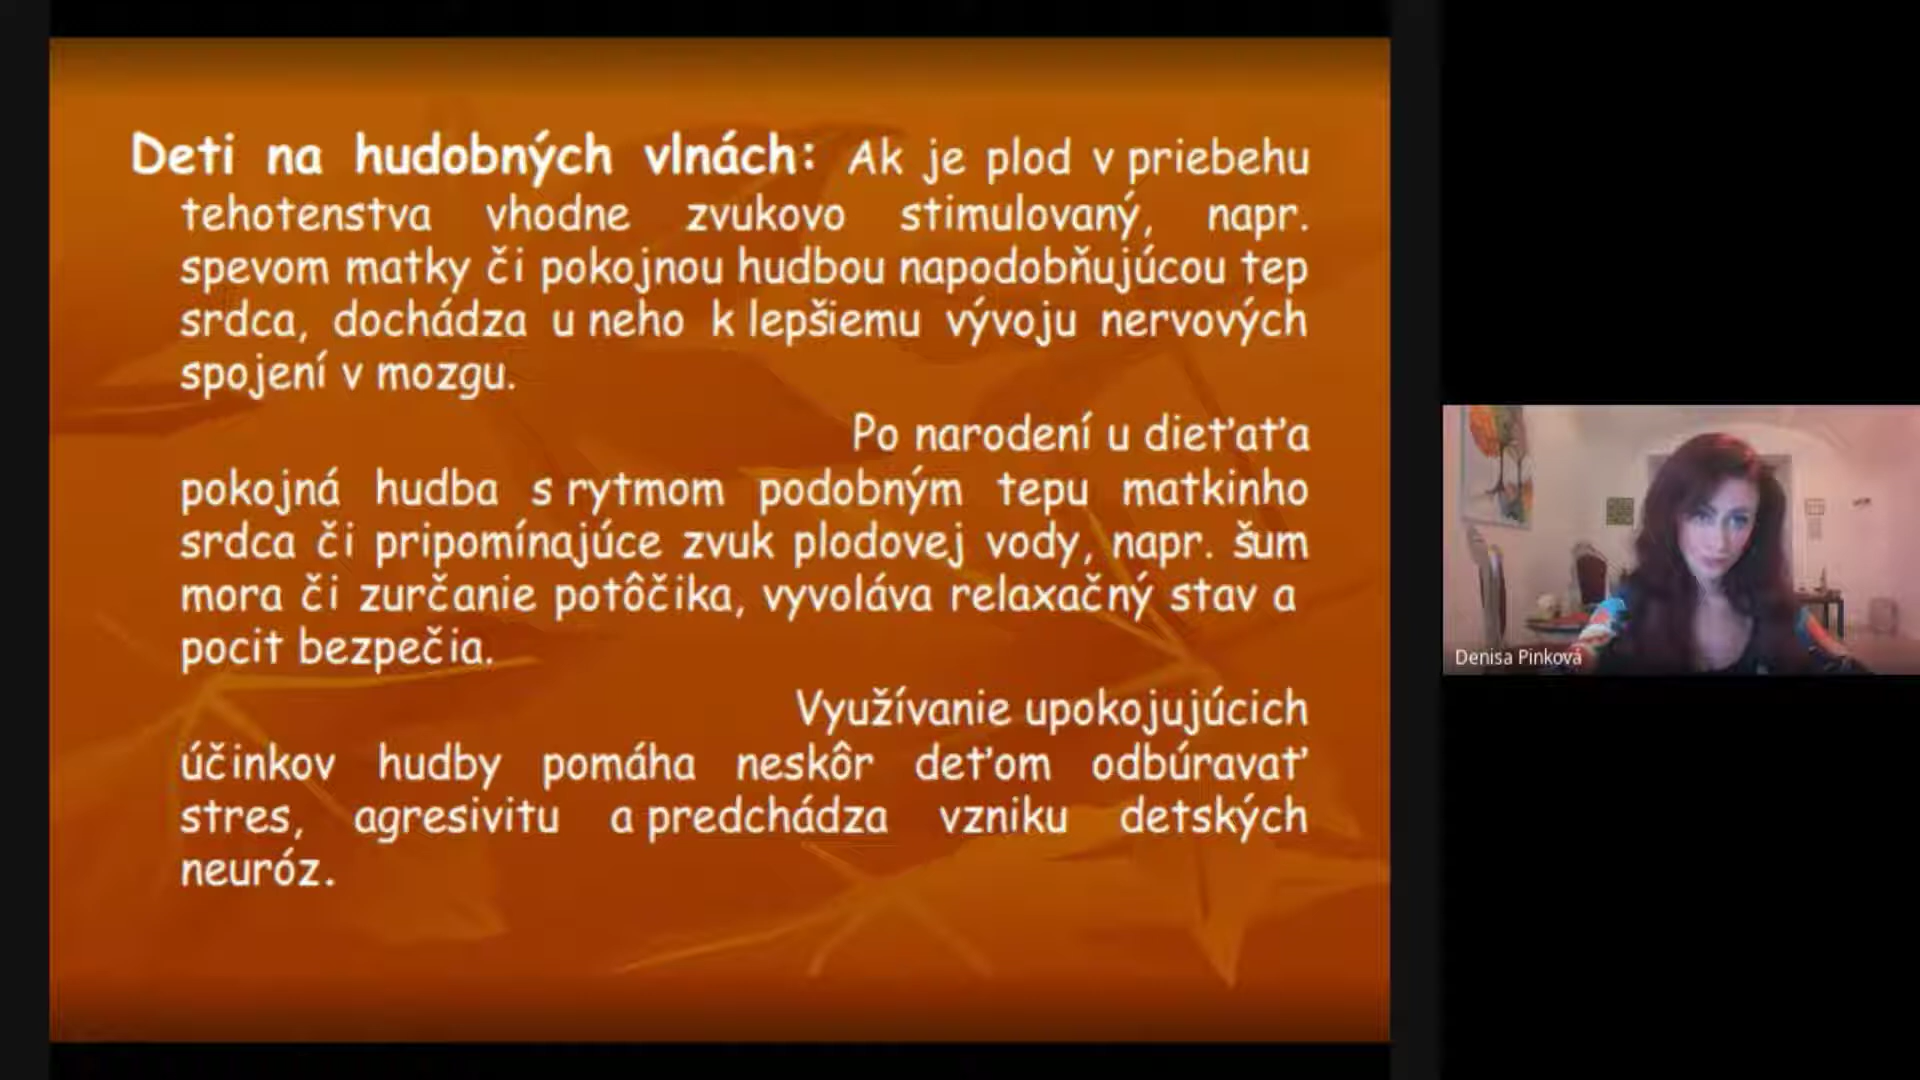 Deti na hudobných vlnách: Ak je plod v priebehu
tehotenstva vhodne zvukovo stimulovaný, napr.
spevom matky či pokojnou hudbou napodobňujúcou tep
srdca, dochádza u neho k lepšiemu vývoju nervových
spojení v mozgu.
Po narodení u dieťaťa
pokojná hudba s rytmom podobným tepu matkinho
srdca či pripomínajúce zvuk plodovej vody, napr. šum
mora či zurčanie potôčika, vyvoláva relaxačný stav a
pocit bezpečia.
Využívanie upokojujúcich
účinkov hudby pomáha neskôr deťom odbúravať
stres, agresivitu a predchádza vzniku detských
neuróz.
Denisa Pinková